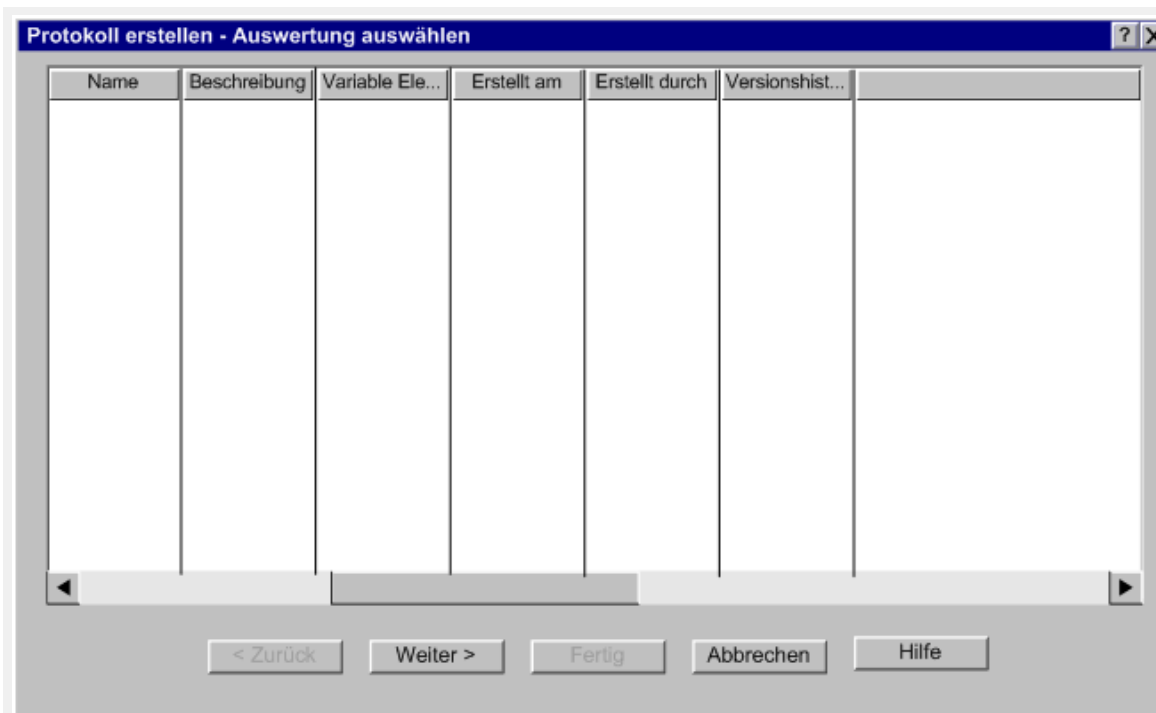 Protokoll erstellen - Auswertung auswählen ? X
Name Beschreibung Variable Ele... Erstellt am Erstellt durch Versionshist...
< Zurück Weiter > Fertig Abbrechen Hilfe